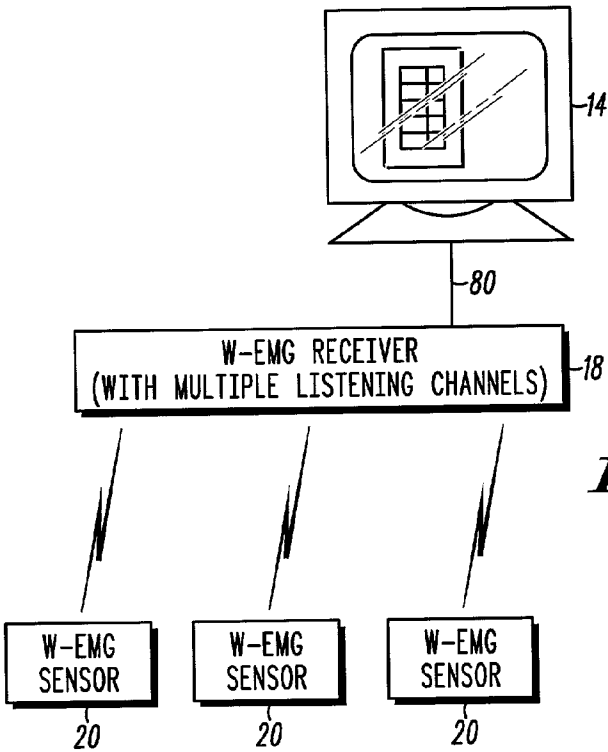 14
80
W-EMG RECEIVER
(WITH MULTIPLE LISTENING CHANNELS)
18
W-EMG
SENSOR
W-EMG
SENSOR
W-EMG
SENSOR
20
20
20